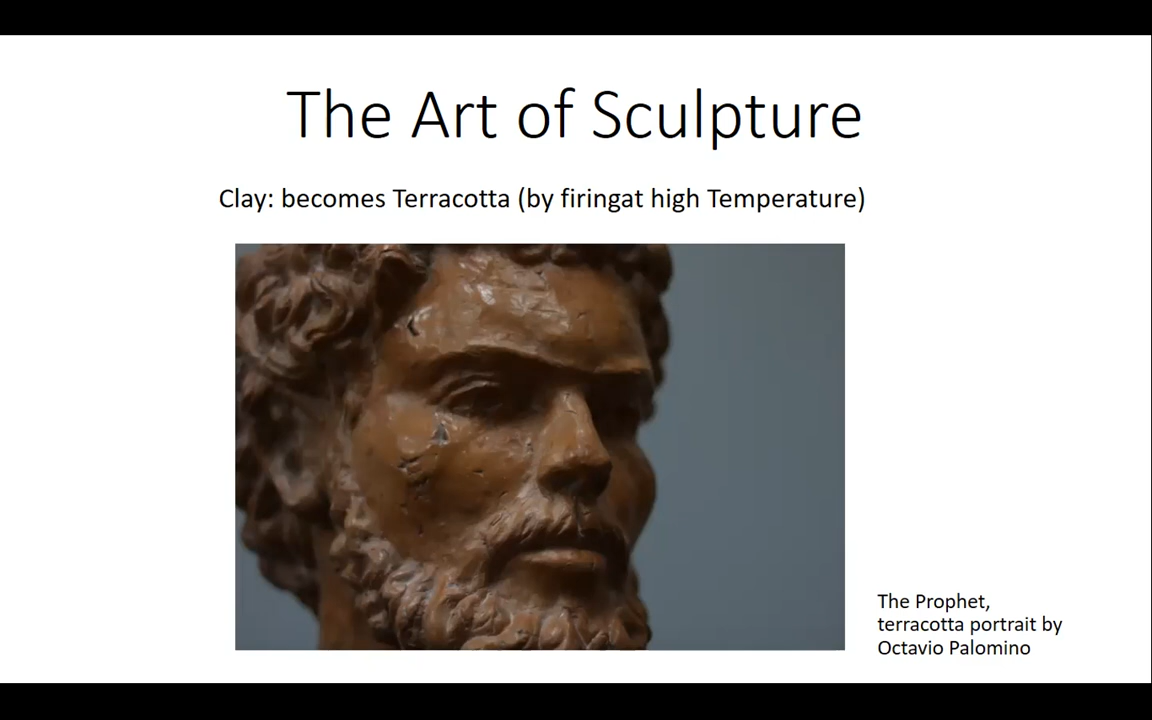 The Art of Sculpture
Clay: becomes Terracotta (by firingat high Temperature)
The Prophet,
terracotta portrait by
Octavio Palomino